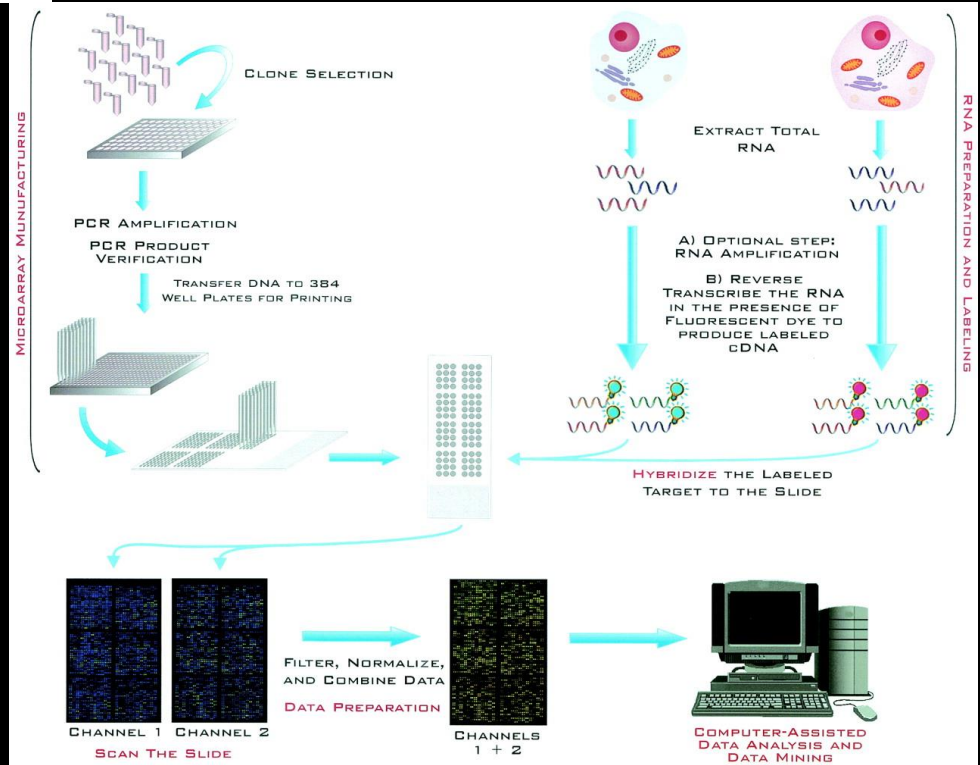 Microarray Munufacturing
Clone Selection
PCR Amplification
PCR Product
Verification
Transfer DNA to 384
Well Plates for Printing
Extract Total
RNA
A) Optional step:
RNA Amplification
B) Reverse
Transcribe the RNA
in the presence of
Fluorescent dye to
produce labeled
cDNA
RNA Preparation and Labeling
Hybridize the Labeled
Target to the Slide
Channel 1
Channel 2
Scan The Slide
Filter, Normalize,
and Combine Data
Data Preparation
Channels
1 + 2
Computer-Assisted
Data Analysis and
Data Mining